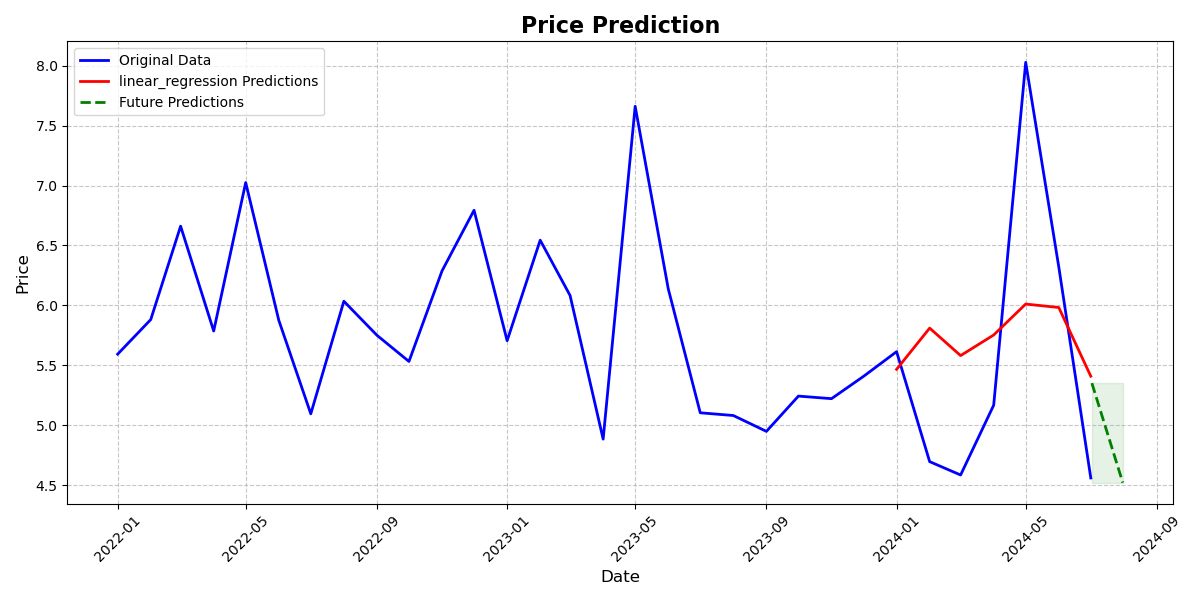 Price Prediction
Original Data
linear_regression Predictions
Future Predictions
Price
8.0
7.5
7.0
6.5
6.0
5.5
5.0
4.5
2022-01
2022-05
2022-09
2023-01
2023-05
2023-09
2024-01
2024-05
2024-09
Date